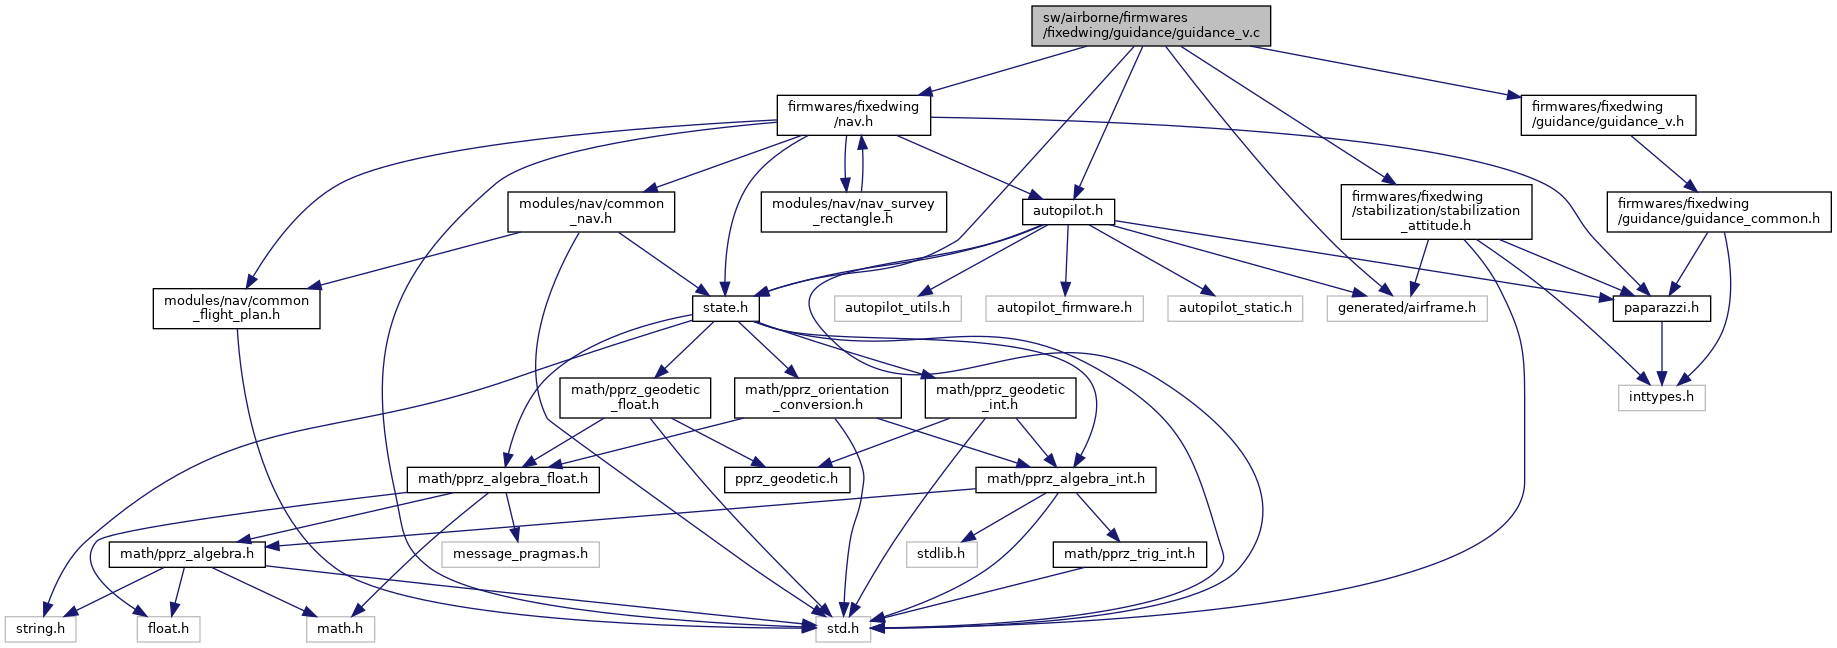 sw/airborne/firmwares
/fixedwing/guidance/guidance_v.c
firmwares/fixedwing
/nav.h
firmwares/fixedwing
/guidance/guidance_v.h
modules/nav/common
_nav.h
modules/nav/nav_survey
_rectangle.h
autopilot.h
firmwares/fixedwing
/stabilization/stabilization
_attitude.h
firmwares/fixedwing
/guidance/guidance_common.h
modules/nav/common
_flight_plan.h
state.h
autopilot_utils.h
autopilot_firmware.h
autopilot_static.h
generated/airframe.h
paparazzi.h
math/pprz_geodetic
_float.h
math/pprz_orientation
_conversion.h
math/pprz_geodetic
_int.h
inttypes.h
math/pprz_algebra_float.h
pprz_geodetic.h
math/pprz_algebra_int.h
math/pprz_algebra.h
message_pragmas.h
stdlib.h
math/pprz_trig_int.h
string.h
float.h
math.h
std.h